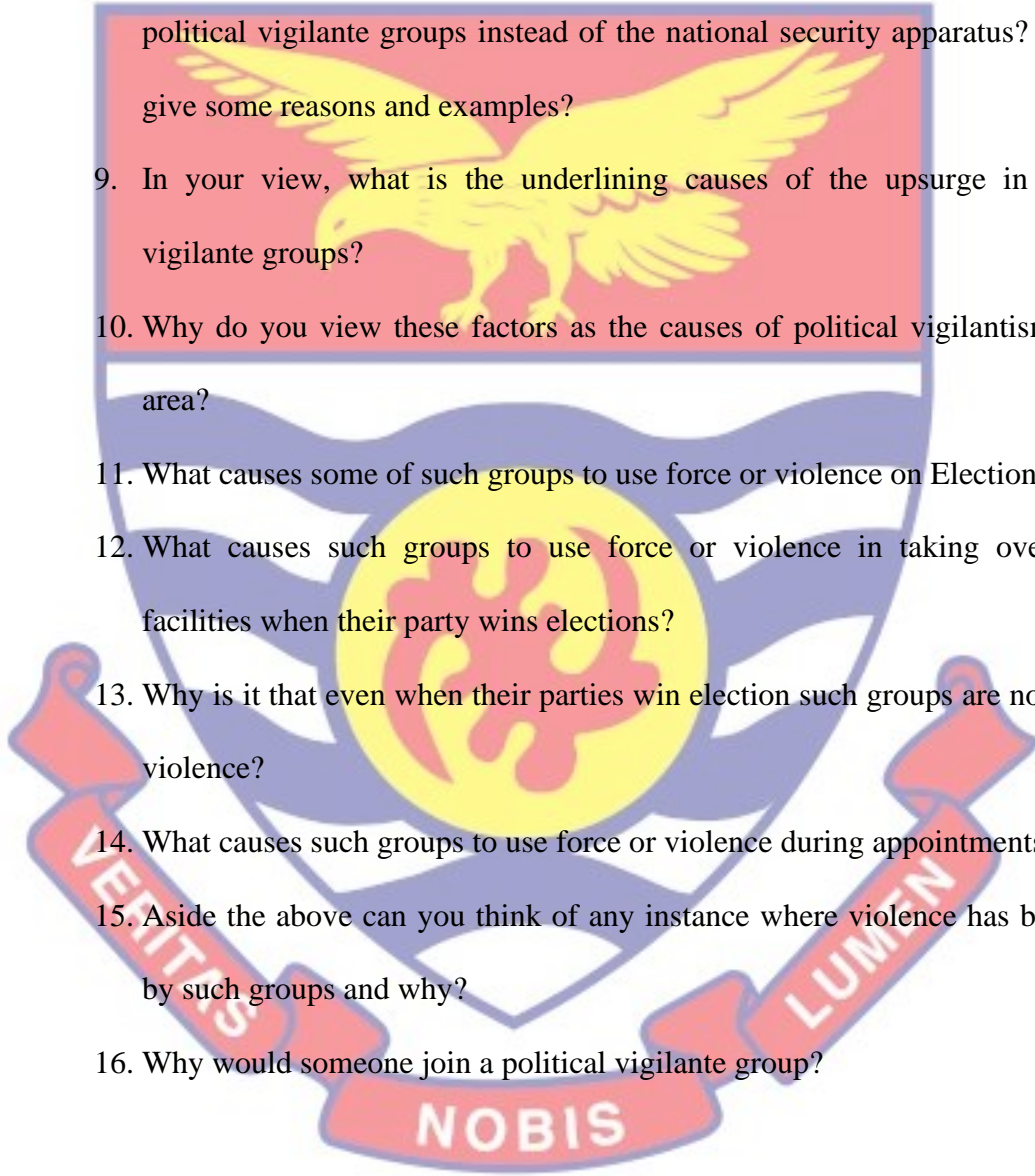 political vigilante groups instead of the national security apparatus?
give some reasons and examples?
9. In your view, what is the underlining causes of the upsurge in
vigilante groups?
10. Why do you view these factors as the causes of political vigilantism
area?
11. What causes some of such groups to use force or violence on Election
12. What causes such groups to use force or violence in taking over
facilities when their party wins elections?
13. Why is it that even when their parties win election such groups are
violence?
14. What causes such groups to use force or violence during appointments
15. Aside the above can you think of any instance where violence has
by such groups and why?
16. Why would someone join a political vigilante group?
VERITAS
NOBIS
LUMEN